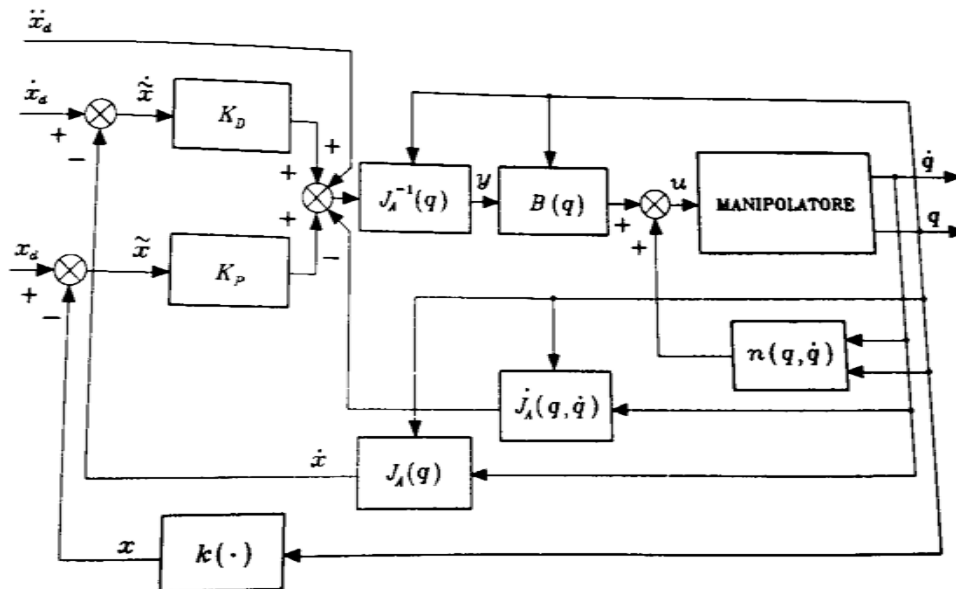 ẍ_d
ẋ_d
+
−
x̃̇
K_D
+
+
+
−
J_A^{-1}(q)
y
B(q)
+
+
u
MANIPOLATORE
q̇
q
x_d
+
−
x̃
K_P
n(q,q̇)
J̇_A(q,q̇)
ẋ
J_A(q)
x
k(·)